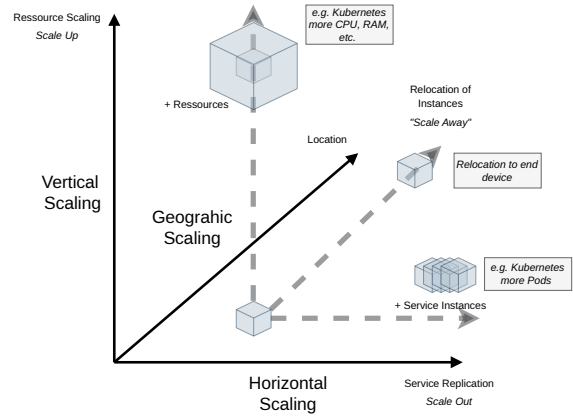 Ressource Scaling
Scale Up
e.g. Kubernetes
more CPU, RAM,
etc.
+ Ressources
Relocation of
Instances
"Scale Away"
Location
Relocation to end
device
Vertical
Scaling
Geograhic
Scaling
e.g. Kubernetes
more Pods
+ Service Instances
Horizontal
Scaling
Service Replication
Scale Out